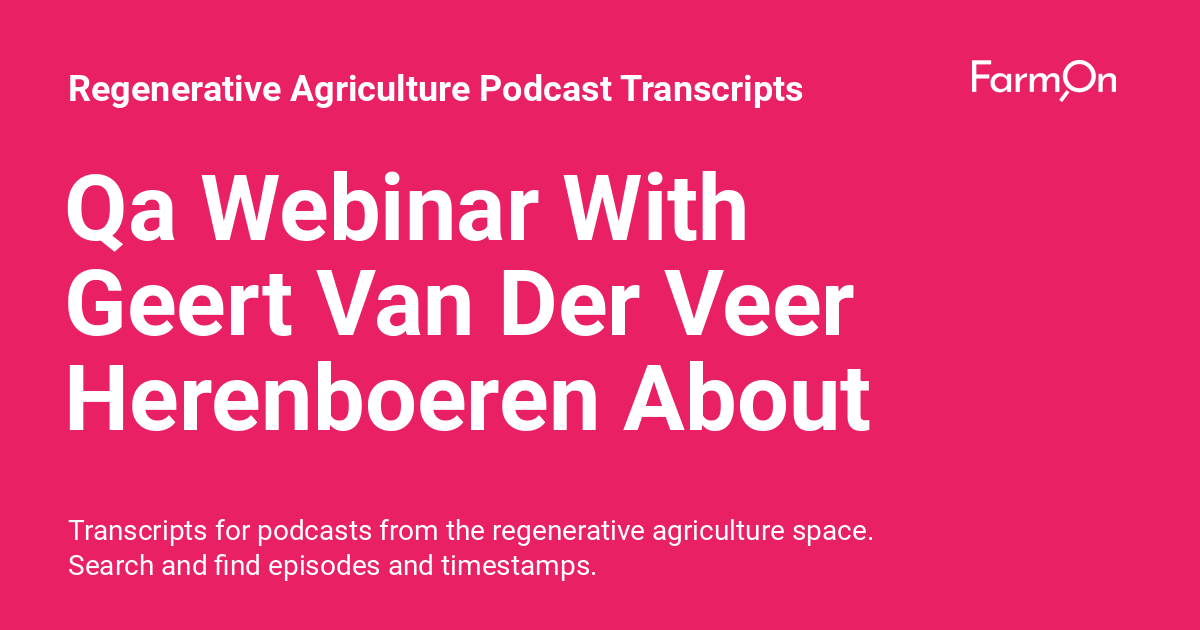 Regenerative Agriculture Podcast Transcripts
FarmOn
Qa Webinar With
Geert Van Der Veer
Herenboeren About
Transcripts for podcasts from the regenerative agriculture space.
Search and find episodes and timestamps.